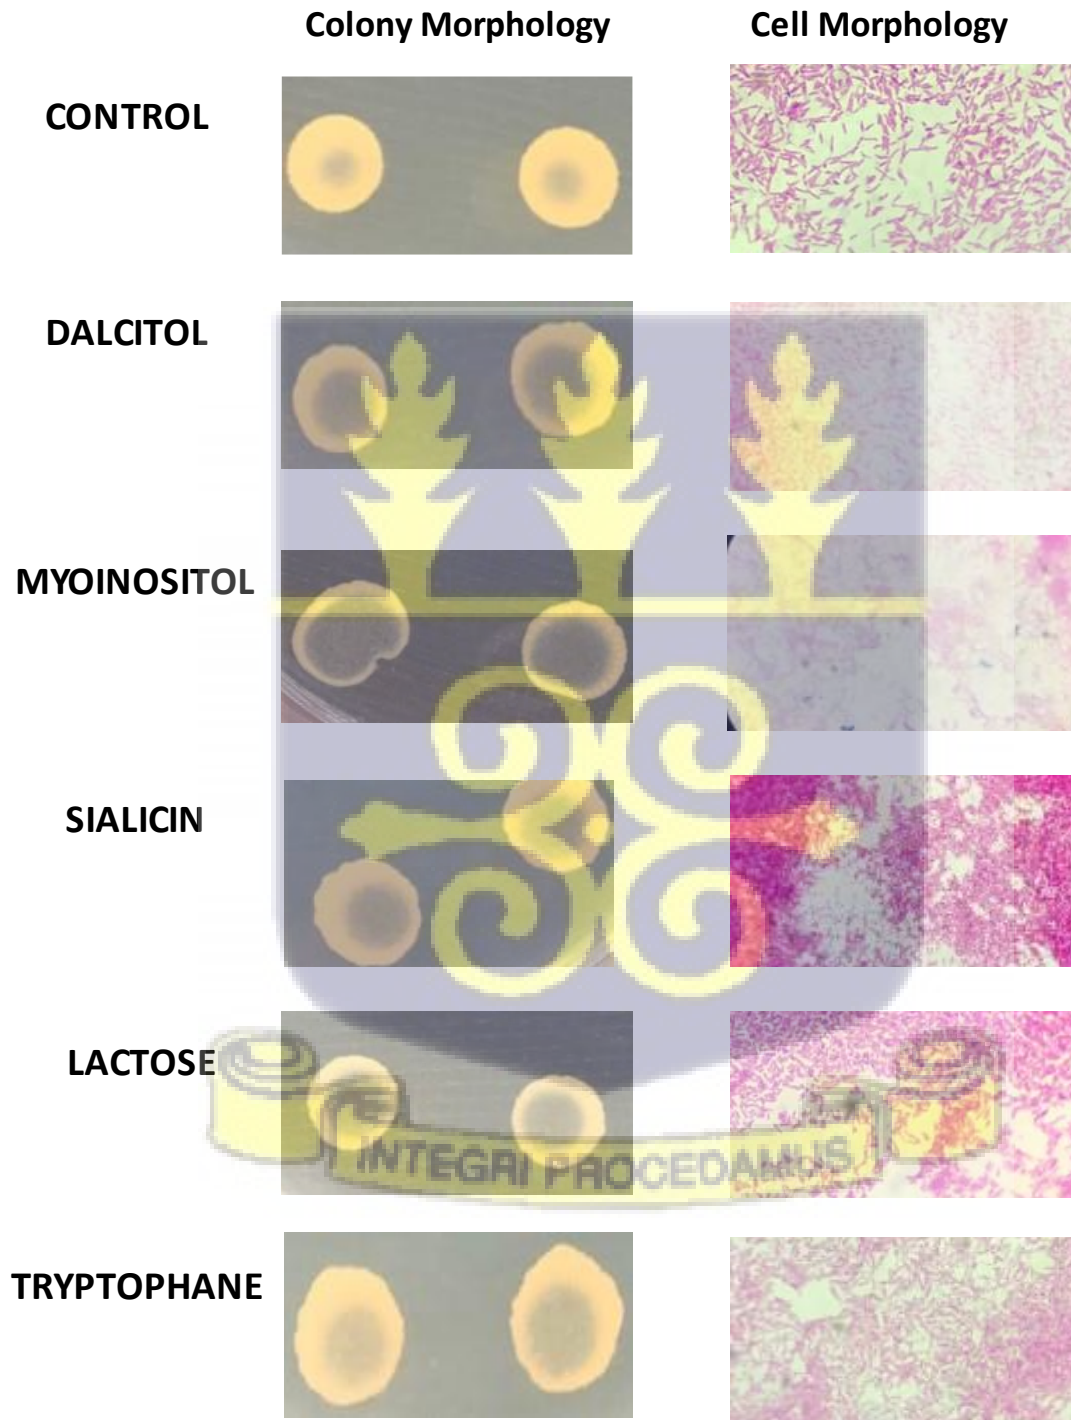 Colony Morphology Cell Morphology
CONTROL
DALCITOL
MYOINOSITOL
SIALICIN
LACTOSE
INTEGRI PROCEDAMUS
TRYPTOPHANE